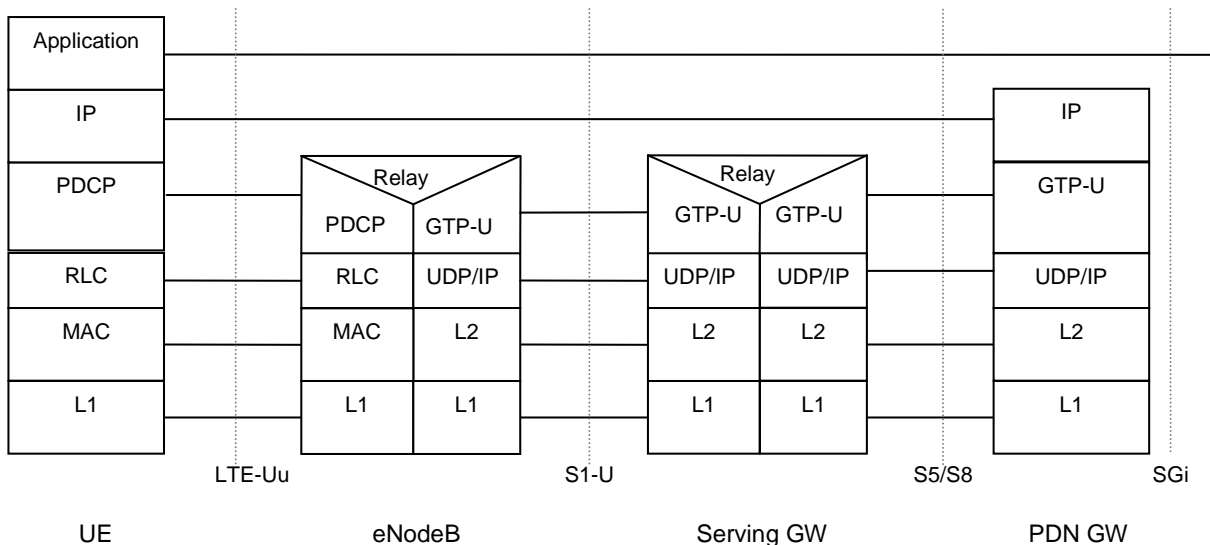 Application
IP
IP
PDCP
Relay
Relay
GTP-U
PDCP
GTP-U
GTP-U
GTP-U
RLC
RLC
UDP/IP
UDP/IP
UDP/IP
UDP/IP
MAC
MAC
L2
L2
L2
L2
L1
L1
L1
L1
L1
L1
LTE-Uu
S1-U
S5/S8
SGi
UE
eNodeB
Serving GW
PDN GW